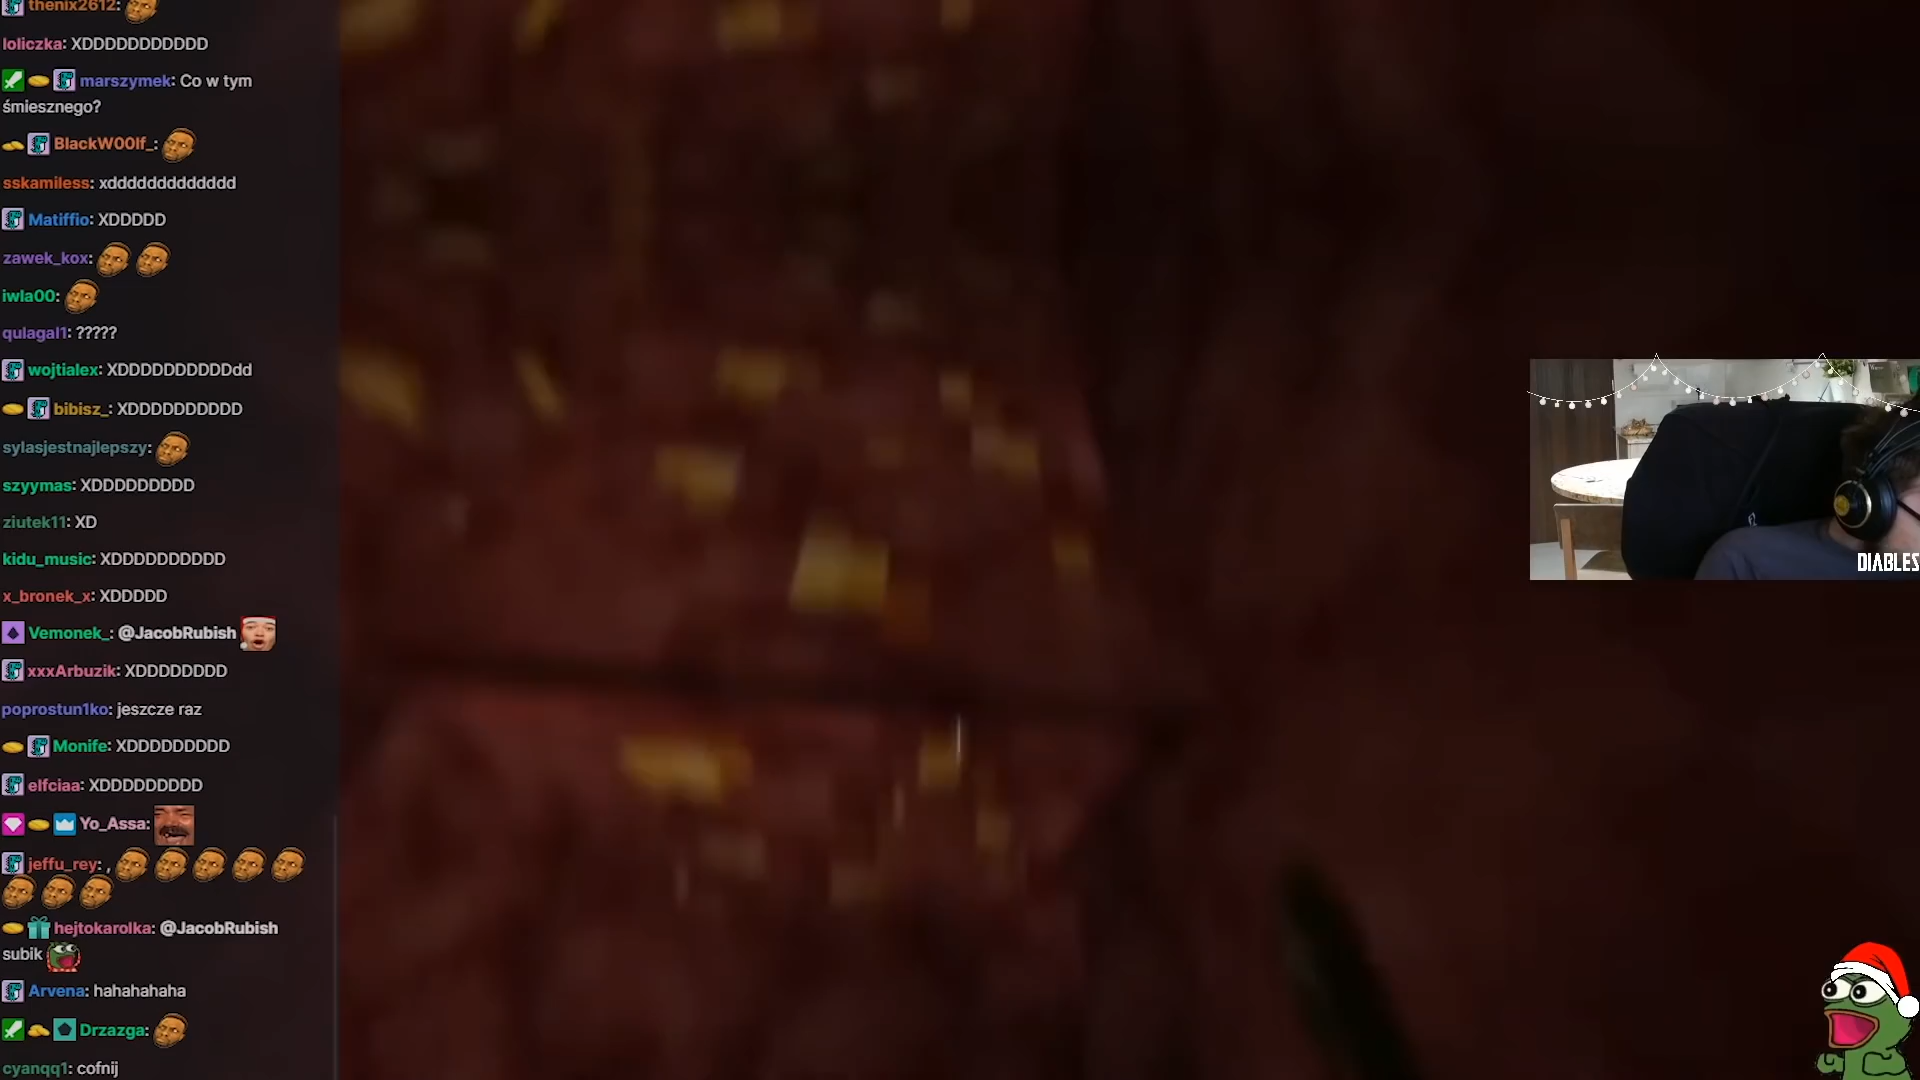 thenix2612:
loliczka: XDDDDDDDDDDD
marszymek: Co w tym
śmiesznego?
BlackW00lf_:
sskamiless: xddddddddddddd
Matiffio: XDDDDD
zawek_kox:
iwla00:
qulagal1: ?????
wojtialex: XDDDDDDDDDDdd
bibisz_: XDDDDDDDDDD
sylasjestnajlepszy:
szyymas: XDDDDDDDDD
ziutek11: XD
kidu_music: XDDDDDDDDDD
x_bronek_x: XDDDDD
Vemonek_: @JacobRubish
xxxArbuzik: XDDDDDDDD
poprostun1ko: jeszcze raz
Monife: XDDDDDDDDD
elfciaa: XDDDDDDDDD
Yo_Assa:
jeffu_rey: ,
hejtokarolka: @JacobRubish
subik
Arvena: hahahahaha
Drzazga:
cyanqq1: cofnij
DIABLES